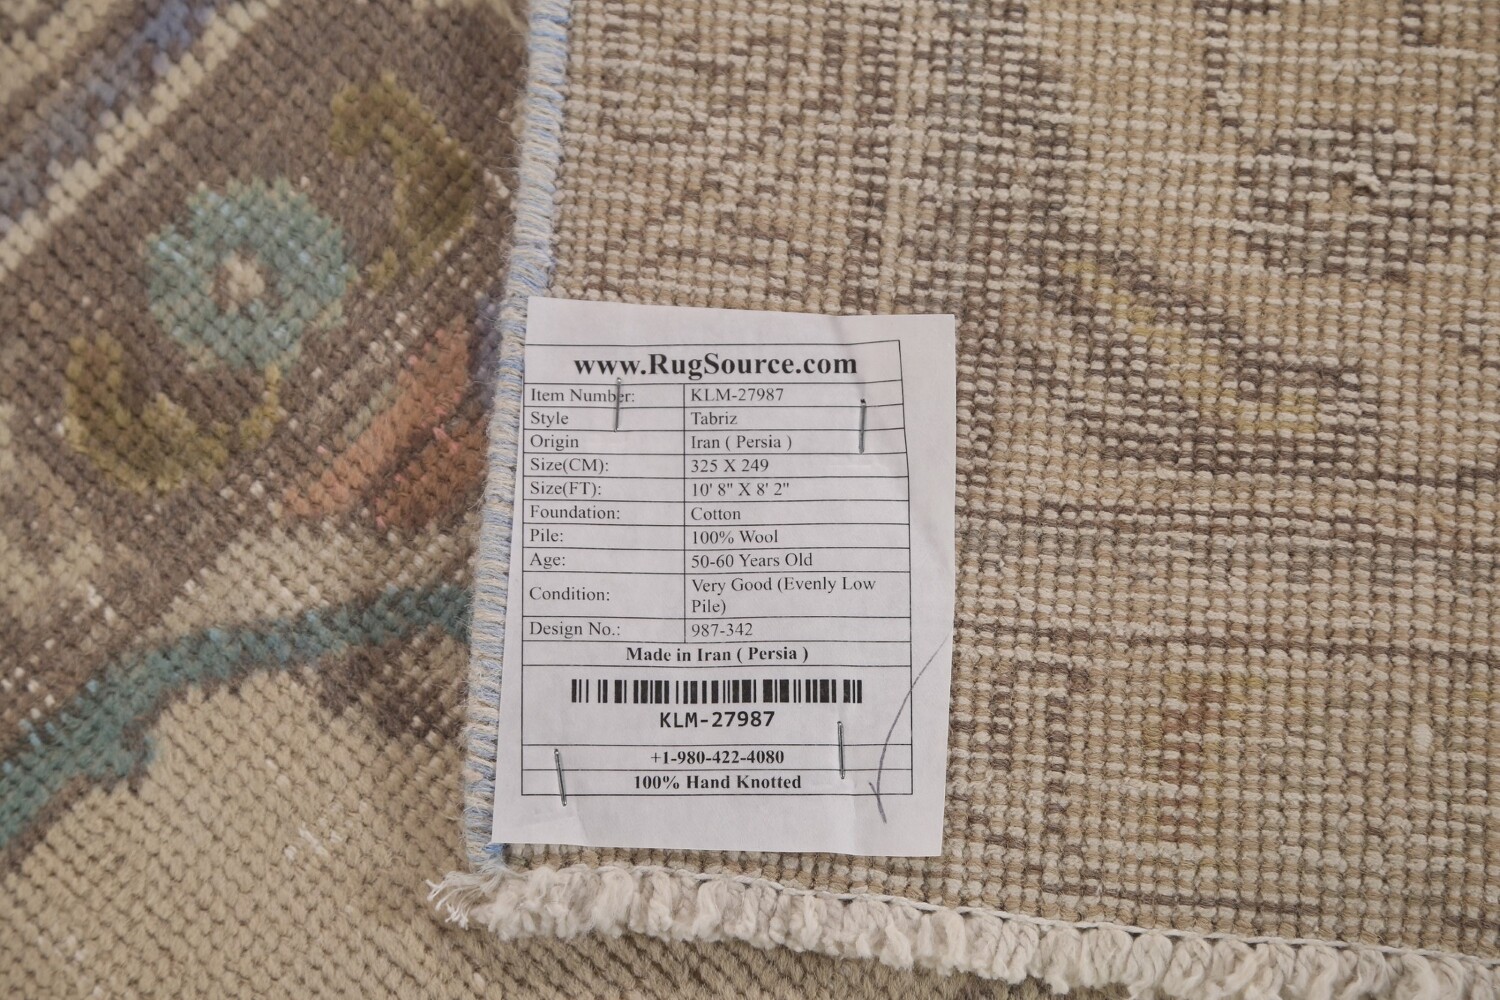 www.RugSource.com
Item Number: KLM-27987
Style Tabriz
Origin Iran ( Persia )
Size(CM): 325 X 249
Size(FT): 10' 8" X 8' 2"
Foundation: Cotton
Pile: 100% Wool
Age: 50-60 Years Old
Condition: Very Good (Evenly Low
Pile)
Design No.: 987-342
Made in Iran ( Persia )
KLM-27987
+1-980-422-4080
100% Hand Knotted